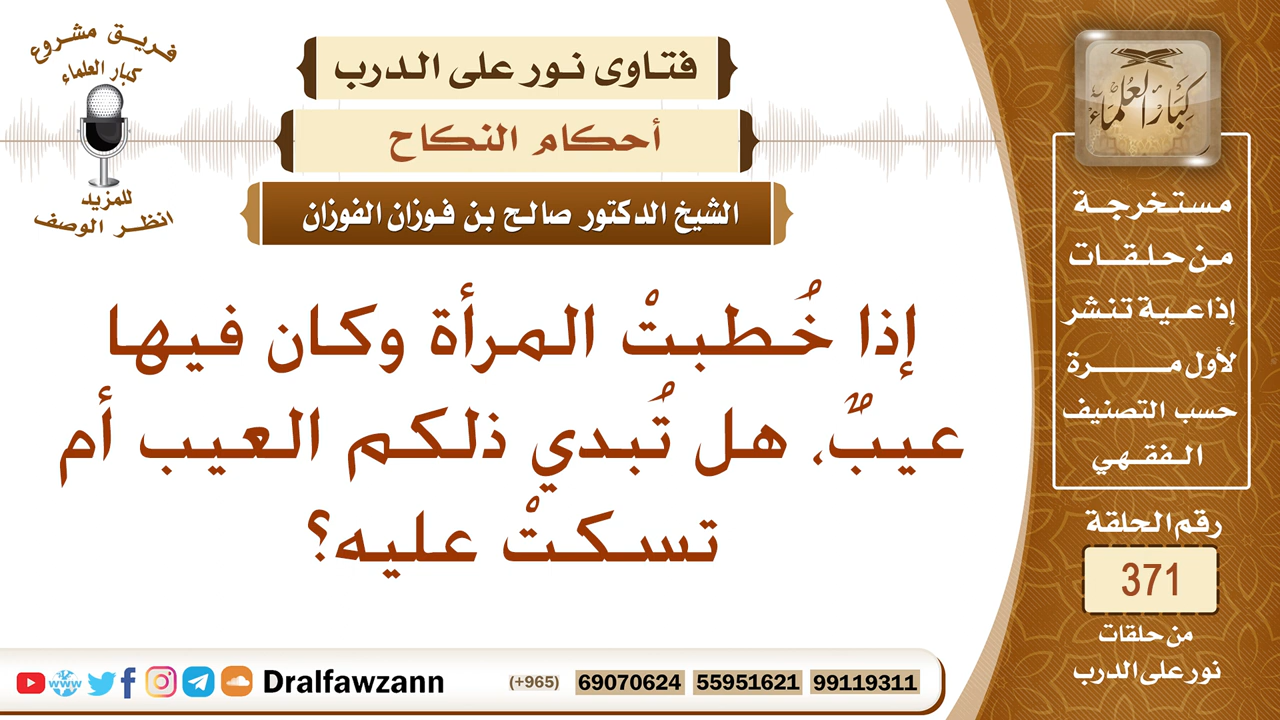 فريق مشروع
كبار العلماء
للمزيد
انظر الوصف
فتاوى نور على الدرب
أحكام النكاح
الشيخ الدكتور صالح بن فوزان الفوزان
إذا خُطبتْ المرأة وكان فيها
عيبٌ، هل تُبدي ذلكم العيب أم
تسكتْ عليه؟
كبار العلماء
مستخرجة
من حلقات
إذاعية تنشر
لأول مرة
حسب التصنيف
الفقهي
رقم الحلقة
371
من حلقات
نور على الدرب
www Dralfawzann (+965) 69070624 55951621 99119311